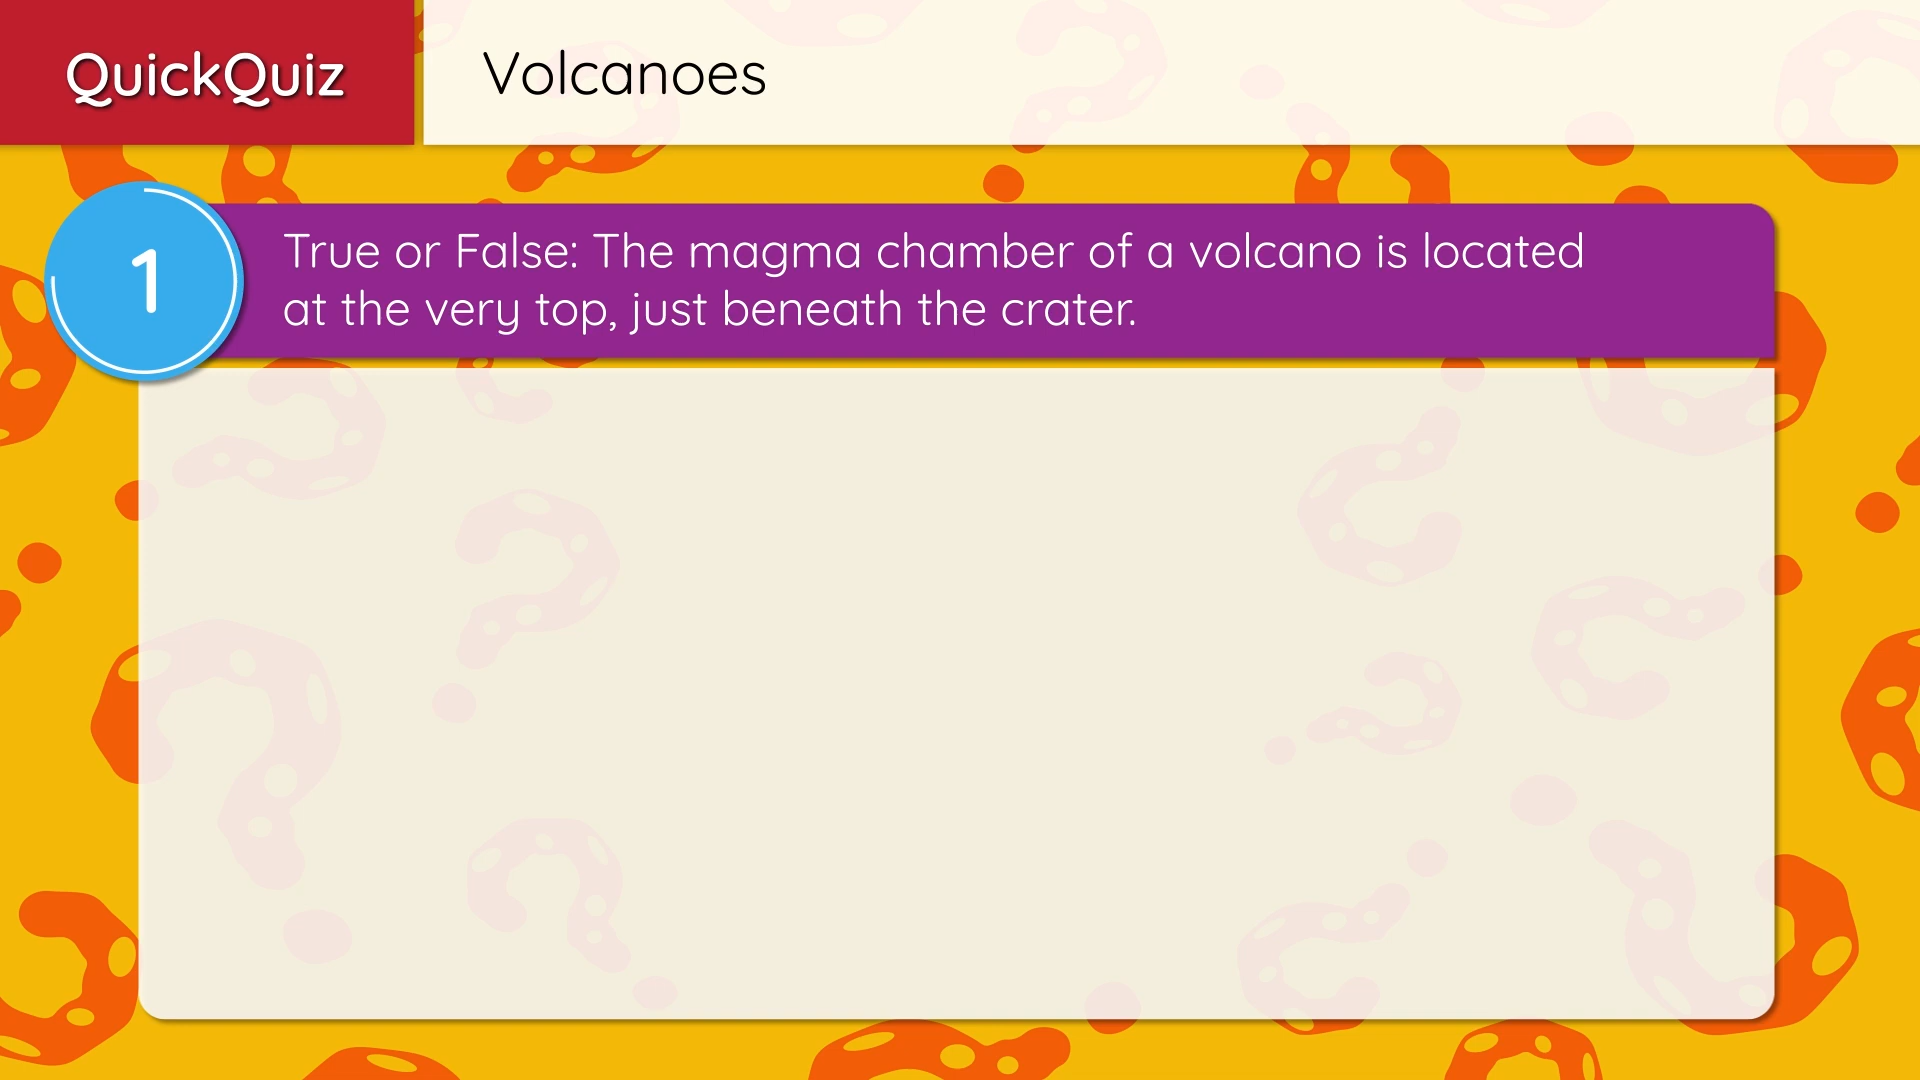 QuickQuiz
Volcanoes
1
True or False: The magma chamber of a volcano is located
at the very top, just beneath the crater.